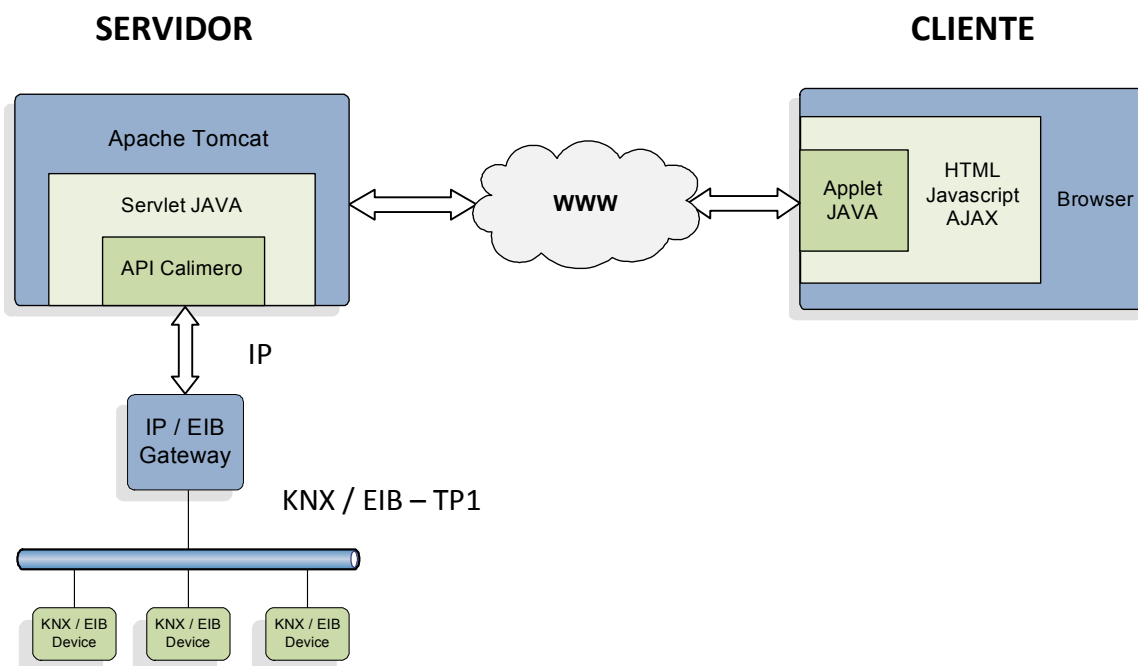 SERVIDOR
CLIENTE
Apache Tomcat
Servlet JAVA
API Calimero
WWW
Applet
JAVA
HTML
Javascript
AJAX
Browser
IP
IP / EIB
Gateway
KNX / EIB – TP1
KNX / EIB
Device
KNX / EIB
Device
KNX / EIB
Device